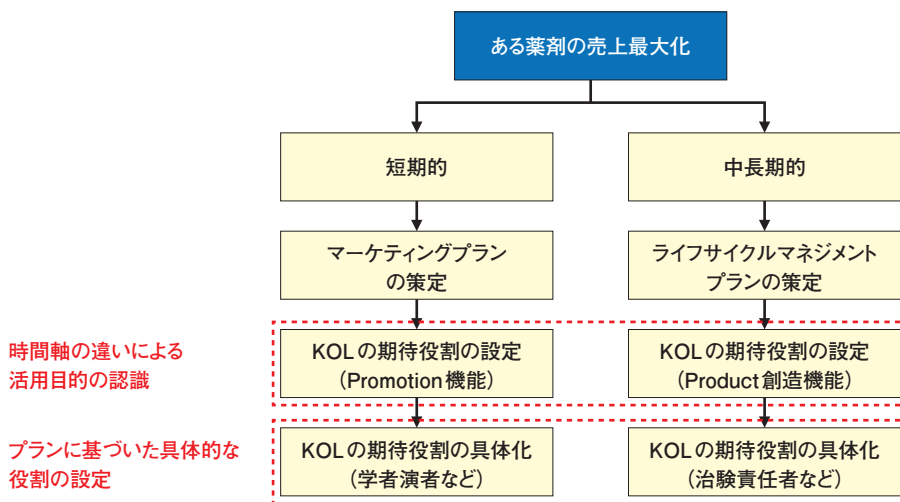 ある薬剤の売上最大化
短期的
中長期的
マーケティングプラン
の策定
ライフサイクルマネジメント
プランの策定
時間軸の違いによる
活用目的の認識
KOLの期待役割の設定
（Promotion機能）
KOLの期待役割の設定
（Product創造機能）
プランに基づいた具体的な
役割の設定
KOLの期待役割の具体化
（学者演者など）
KOLの期待役割の具体化
（治験責任者など）